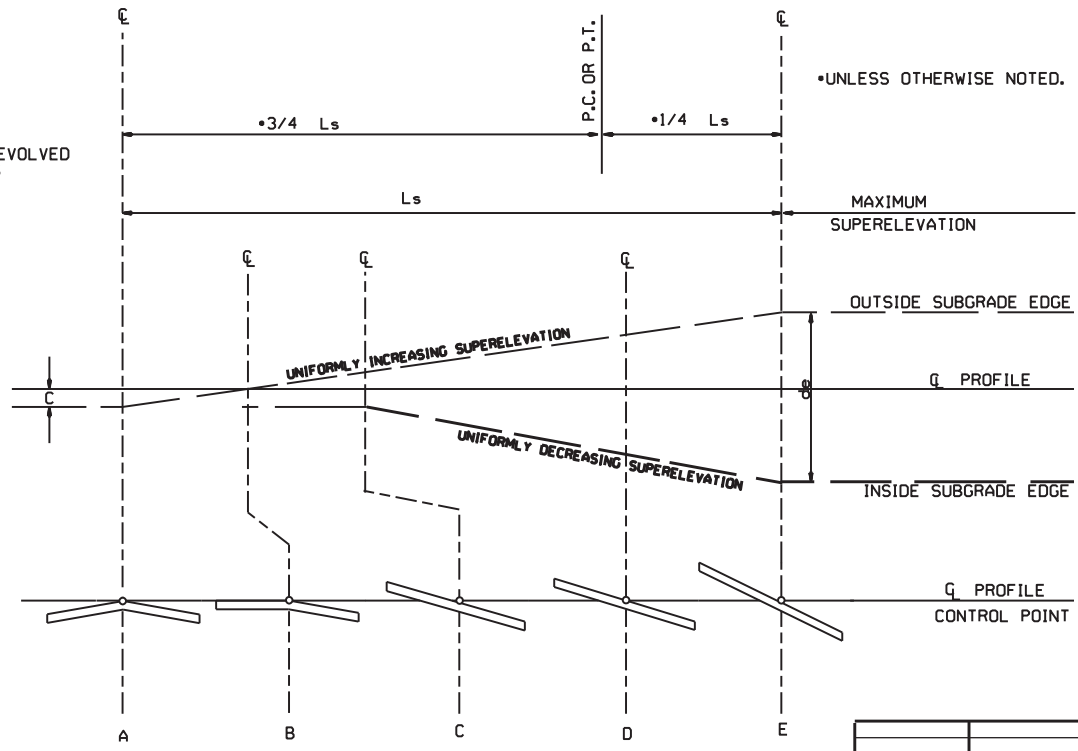 ℄ ℄
P.C. OR P.T.
•UNLESS OTHERWISE NOTED.
•3/4 Ls •1/4 Ls
EVOLVED
Ls MAXIMUM
SUPERELEVATION
℄ ℄ ℄
OUTSIDE SUBGRADE EDGE
UNIFORMLY INCREASING SUPERELEVATION
℄ PROFILE
C
de
UNIFORMLY DECREASING SUPERELEVATION
INSIDE SUBGRADE EDGE
℄ PROFILE
CONTROL POINT
A B C D E